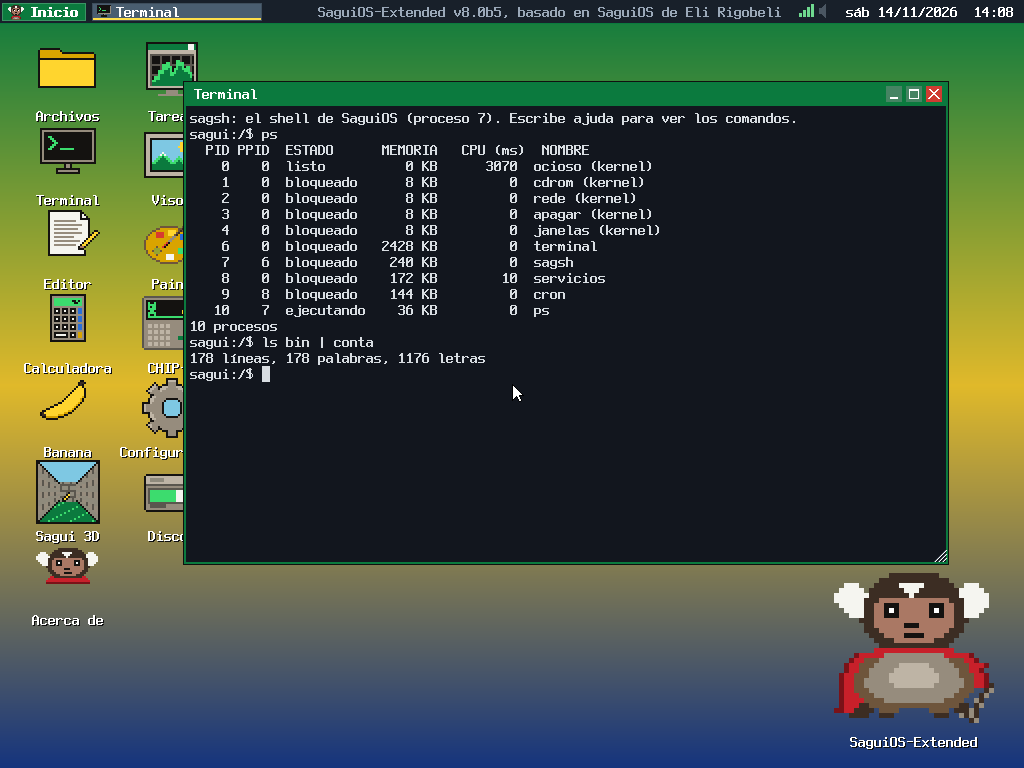 Inicio
Terminal
SaguiOS-Extended v8.0b5, basado en SaguiOS de Eli Rigobeli
sáb 14/11/2026 14:08
Archivos
Tarea
Terminal
Viso
Editor
Pain
Calculadora
CHIP-
Banana
Configur
Sagui 3D
Disco
Acerca de
Terminal
sagsh: el shell de SaguiOS (proceso 7). Escribe ajuda para ver los comandos.
sagui:/$ ps
PID PPID ESTADO MEMORIA CPU (ms) NOMBRE
0 0 listo 0 KB 3070 ocioso (kernel)
1 0 bloqueado 8 KB 0 cdrom (kernel)
2 0 bloqueado 8 KB 0 rede (kernel)
3 0 bloqueado 8 KB 0 apagar (kernel)
4 0 bloqueado 8 KB 0 janelas (kernel)
6 0 bloqueado 2428 KB 0 terminal
7 6 bloqueado 240 KB 0 sagsh
8 0 bloqueado 172 KB 10 servicios
9 8 bloqueado 144 KB 0 cron
10 7 ejecutando 36 KB 0 ps
10 procesos
sagui:/$ ls bin | conta
178 líneas, 178 palabras, 1176 letras
sagui:/$
SaguiOS-Extended